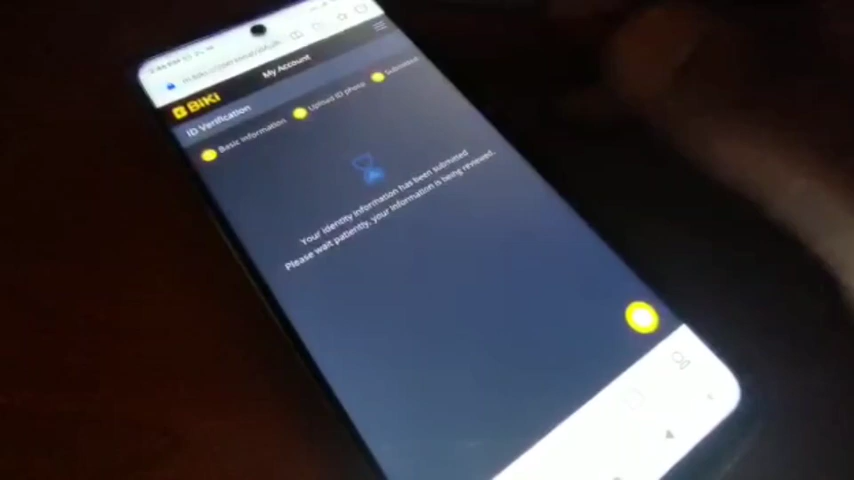 My Account
BIKI
ID Verification
Basic Information
Upload ID photo
Submitted
Your identity information has been submitted
Please wait patiently, your information is being reviewed.